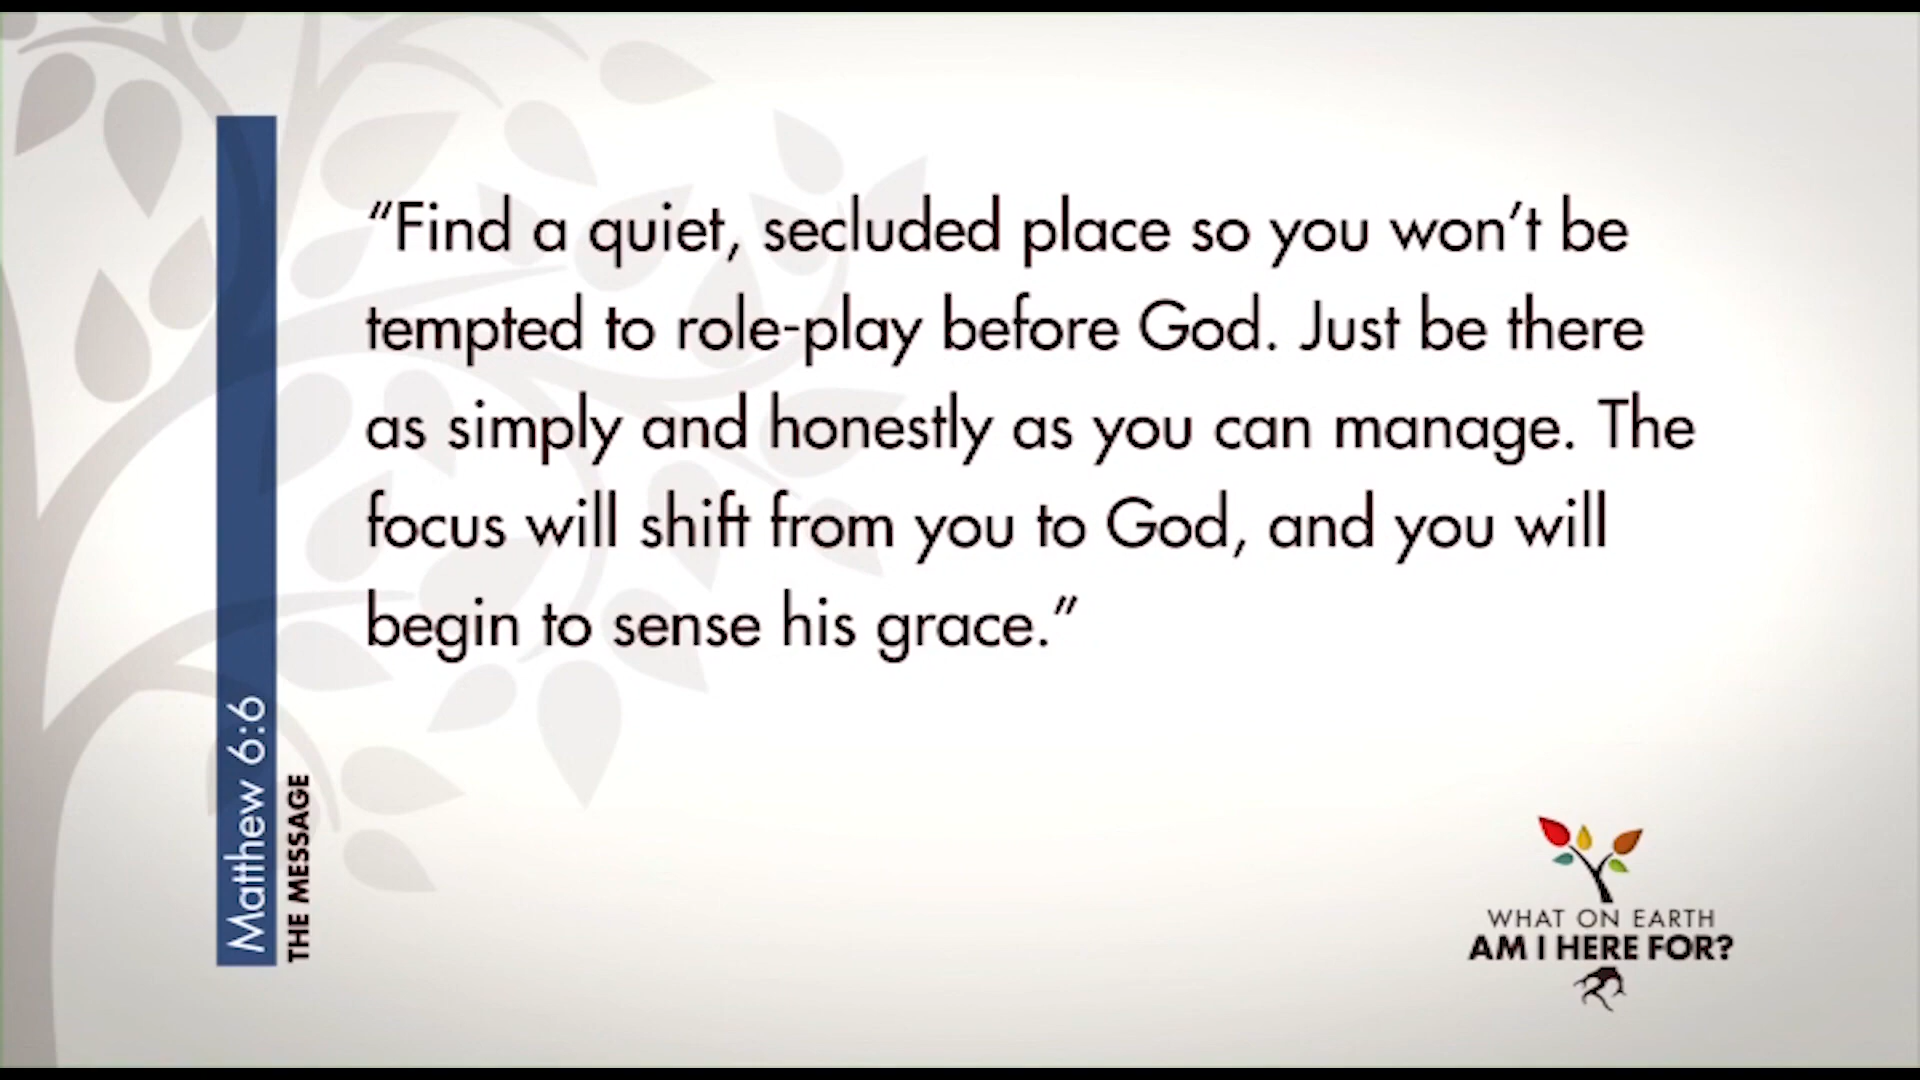 “Find a quiet, secluded place so you won’t be
tempted to role-play before God. Just be there
as simply and honestly as you can manage. The
focus will shift from you to God, and you will
begin to sense his grace.”
Matthew 6:6
THE MESSAGE
WHAT ON EARTH
AM I HERE FOR?